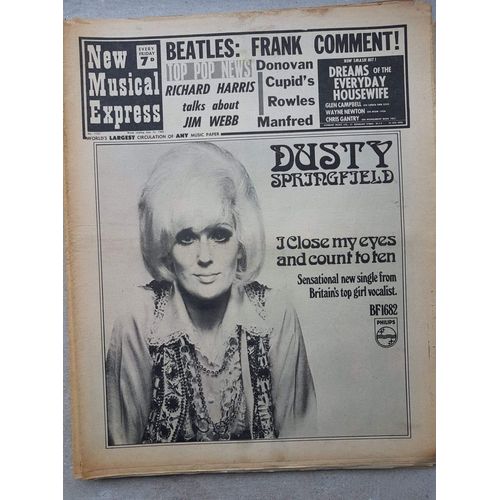 New
Musical
Express
EVERY
FRIDAY
7D
BEATLES: FRANK COMMENT!
TOP POP NEWS
RICHARD HARRIS
talks about
JIM WEBB
Donovan
Cupid's
Rowles
Manfred
NEW SMASH HIT!
DREAMS OF THE
EVERYDAY
HOUSEWIFE
GLEN CAMPBELL
WAYNE NEWTON
CHRIS GANTRY
WORLD'S LARGEST CIRCULATION OF ANY MUSIC PAPER
DUSTY
SPRINGFIELD
I Close my eyes
and count to ten
Sensational new single from
Britain's top girl vocalist.
BF1682
PHILIPS